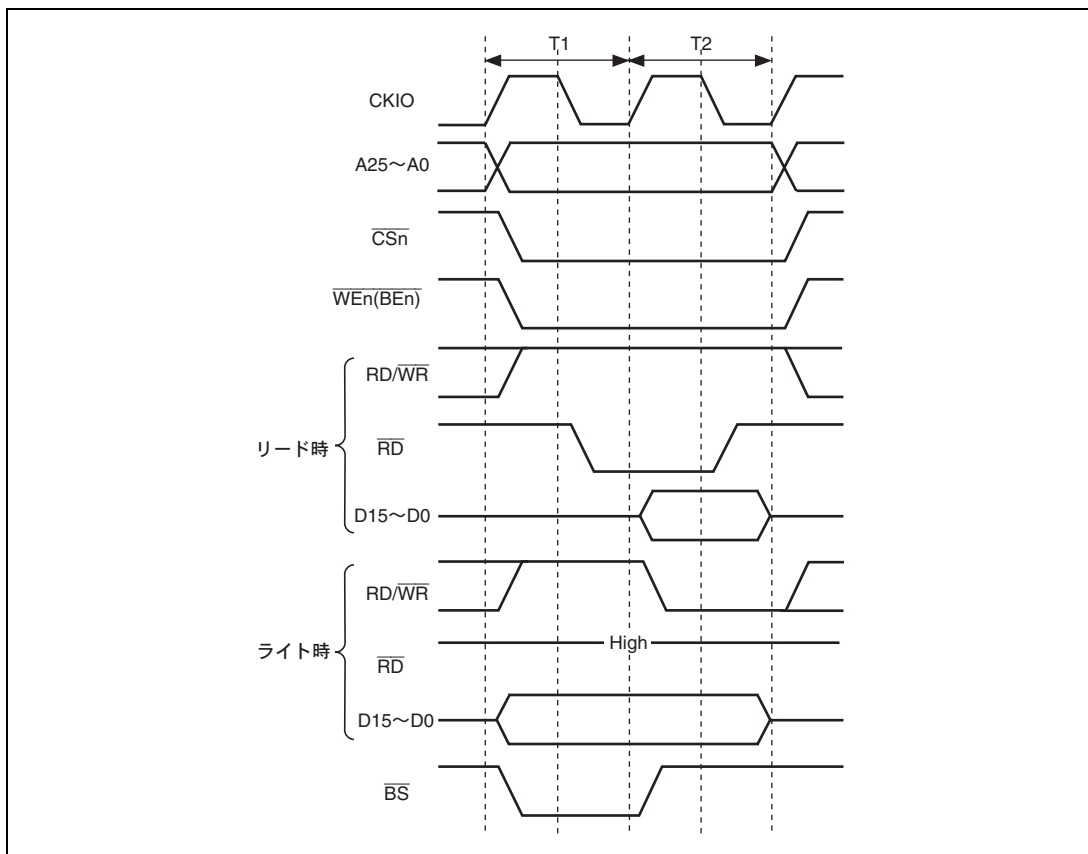 T1 T2
CKIO
A25～A0
CSn
WEn(BEn)
RD/WR
リード時
RD
D15～D0
RD/WR
High
ライト時
RD
D15～D0
BS